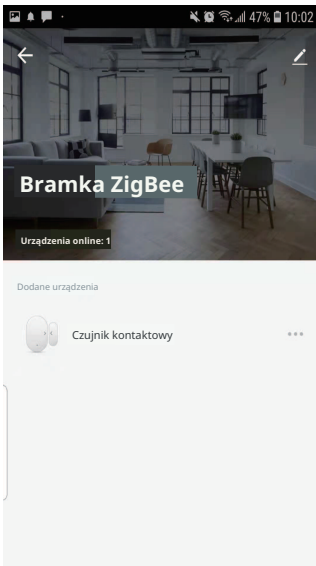 47% 10:02
Bramka ZigBee
Urządzenia online: 1
Dodane urządzenia
Czujnik kontaktowy